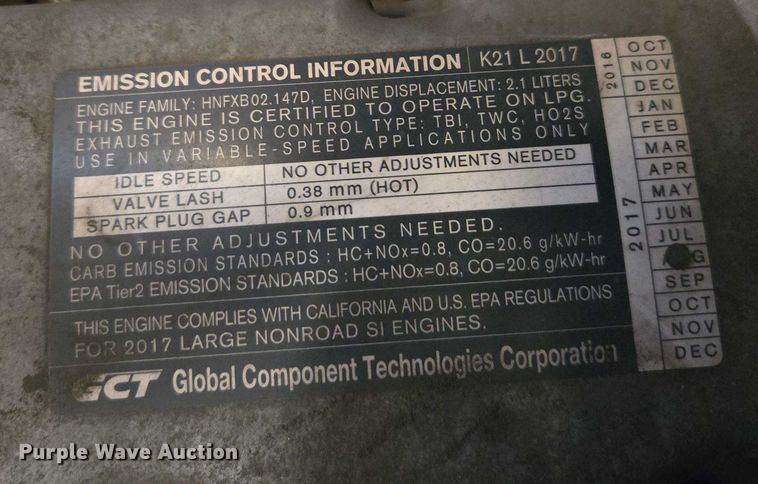 EMISSION CONTROL INFORMATION K21 L 2017
ENGINE FAMILY: HNFXB02.147D, ENGINE DISPLACEMENT: 2.1 LITERS
THIS ENGINE IS CERTIFIED TO OPERATE ON LPG.
EXHAUST EMISSION CONTROL TYPE: TBI, TWC, HO2S
USE IN VARIABLE-SPEED APPLICATIONS ONLY
IDLE SPEED NO OTHER ADJUSTMENTS NEEDED
VALVE LASH 0.38 mm (HOT)
SPARK PLUG GAP 0.9 mm
NO OTHER ADJUSTMENTS NEEDED.
CARB EMISSION STANDARDS : HC+NOx=0.8, CO=20.6 g/kW-hr
EPA Tier2 EMISSION STANDARDS : HC+NOx=0.8, CO=20.6 g/kW-hr
THIS ENGINE COMPLIES WITH CALIFORNIA AND U.S. EPA REGULATIONS
FOR 2017 LARGE NONROAD SI ENGINES.
GCT Global Component Technologies Corporation
2016
OCT
NOV
DEC
2017
JAN
FEB
MAR
APR
MAY
JUN
JUL
SEP
OCT
NOV
DEC
Purple Wave Auction